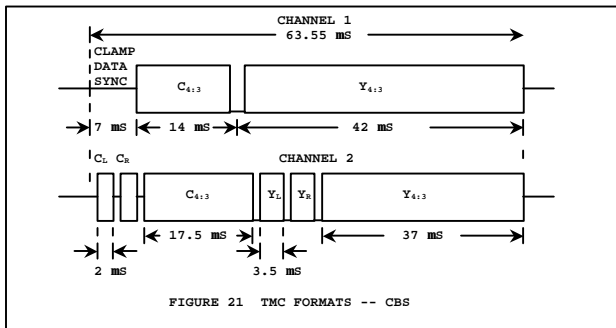 CHANNEL 1
63.55 mS
CLAMP
DATA
SYNC
C4:3
Y4:3
7 mS
14 mS
42 mS
CL CR
CHANNEL 2
C4:3
YL
YR
Y4:3
17.5 mS
37 mS
2 mS
3.5 mS
FIGURE 21 TMC FORMATS -- CBS